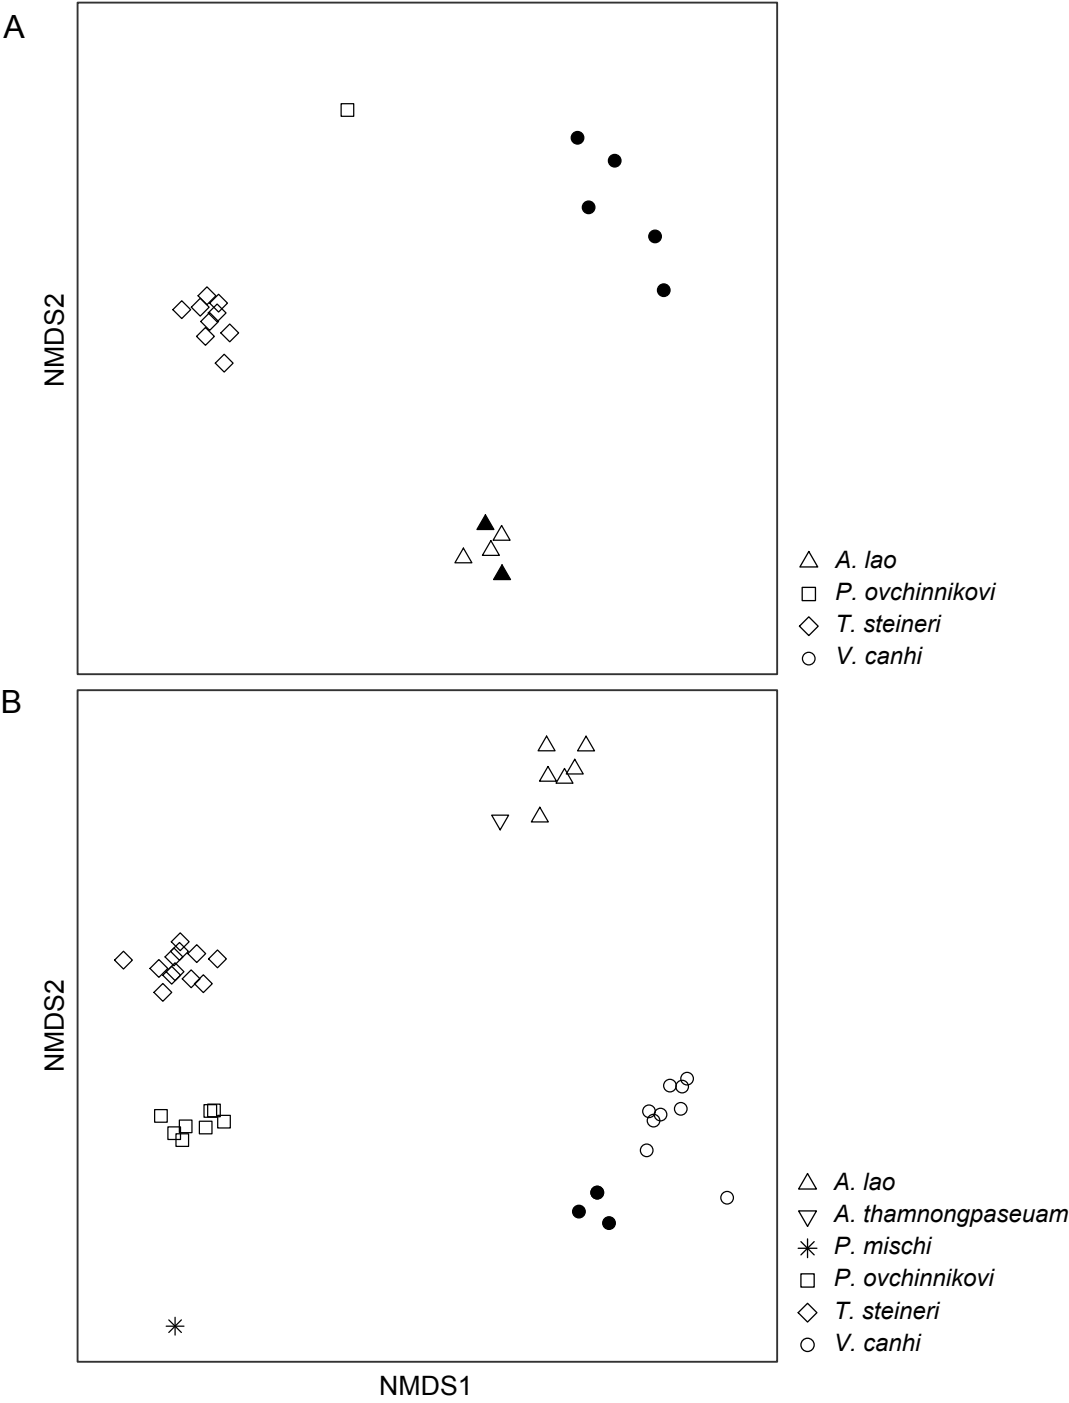 A
NMDS2
A. lao
P. ovchinnikovi
T. steineri
V. canhi
B
NMDS2
A. lao
A. thamnongpaseuam
P. mischi
P. ovchinnikovi
T. steineri
V. canhi
NMDS1